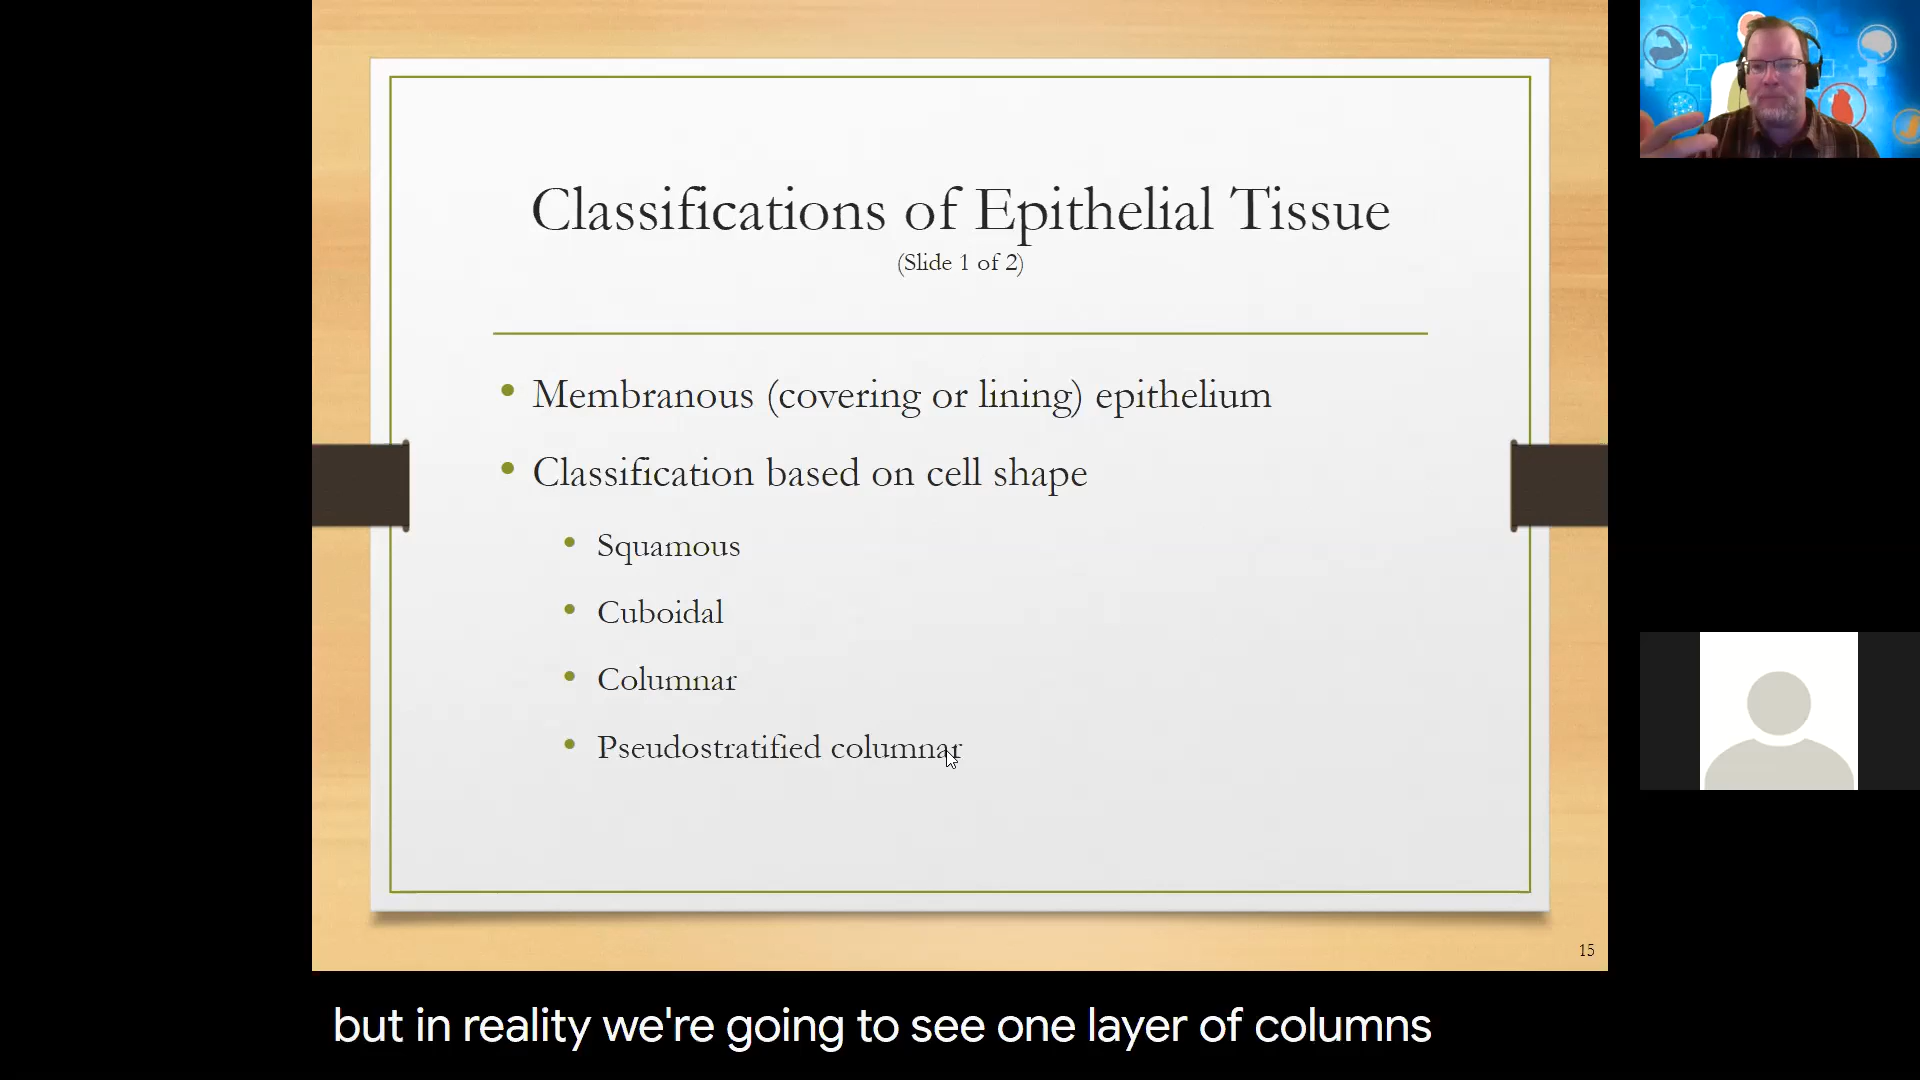 Classifications of Epithelial Tissue
(Slide 1 of 2)
• Membranous (covering or lining) epithelium
• Classification based on cell shape
• Squamous
• Cuboidal
• Columnar
• Pseudostratified columnar
15
but in reality we're going to see one layer of columns